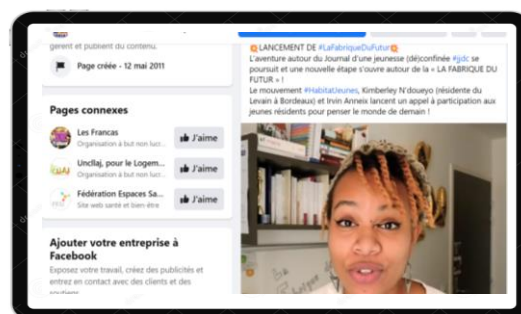 gèrent et publient du contenu.
Page créée - 12 mai 2011
Pages connexes
Les Francas
Organisation à but non lucr...
J'aime
Uncllaj, pour le Logem...
Organisation à but non lucr...
J'aime
Fédération Espaces Sa...
Site web santé et bien-être
J'aime
Ajouter votre entreprise à
Facebook
Exposez votre travail, créez des publicités et
entrez en contact avec des clients et des
soutiens
💥LANCEMENT DE #LaFabriqueDuFutur💥
L'aventure autour du Journal d'une jeunesse (dé)confinée #jjdc se
poursuit et une nouvelle étape s'ouvre autour de la « LA FABRIQUE DU
FUTUR » !
Le mouvement #HabitatJeunes, Kimberley N'doueyo (résidente du
Levain à Bordeaux) et Irvin Anneix lancent un appel à participation aux
jeunes résidents pour penser le monde de demain !